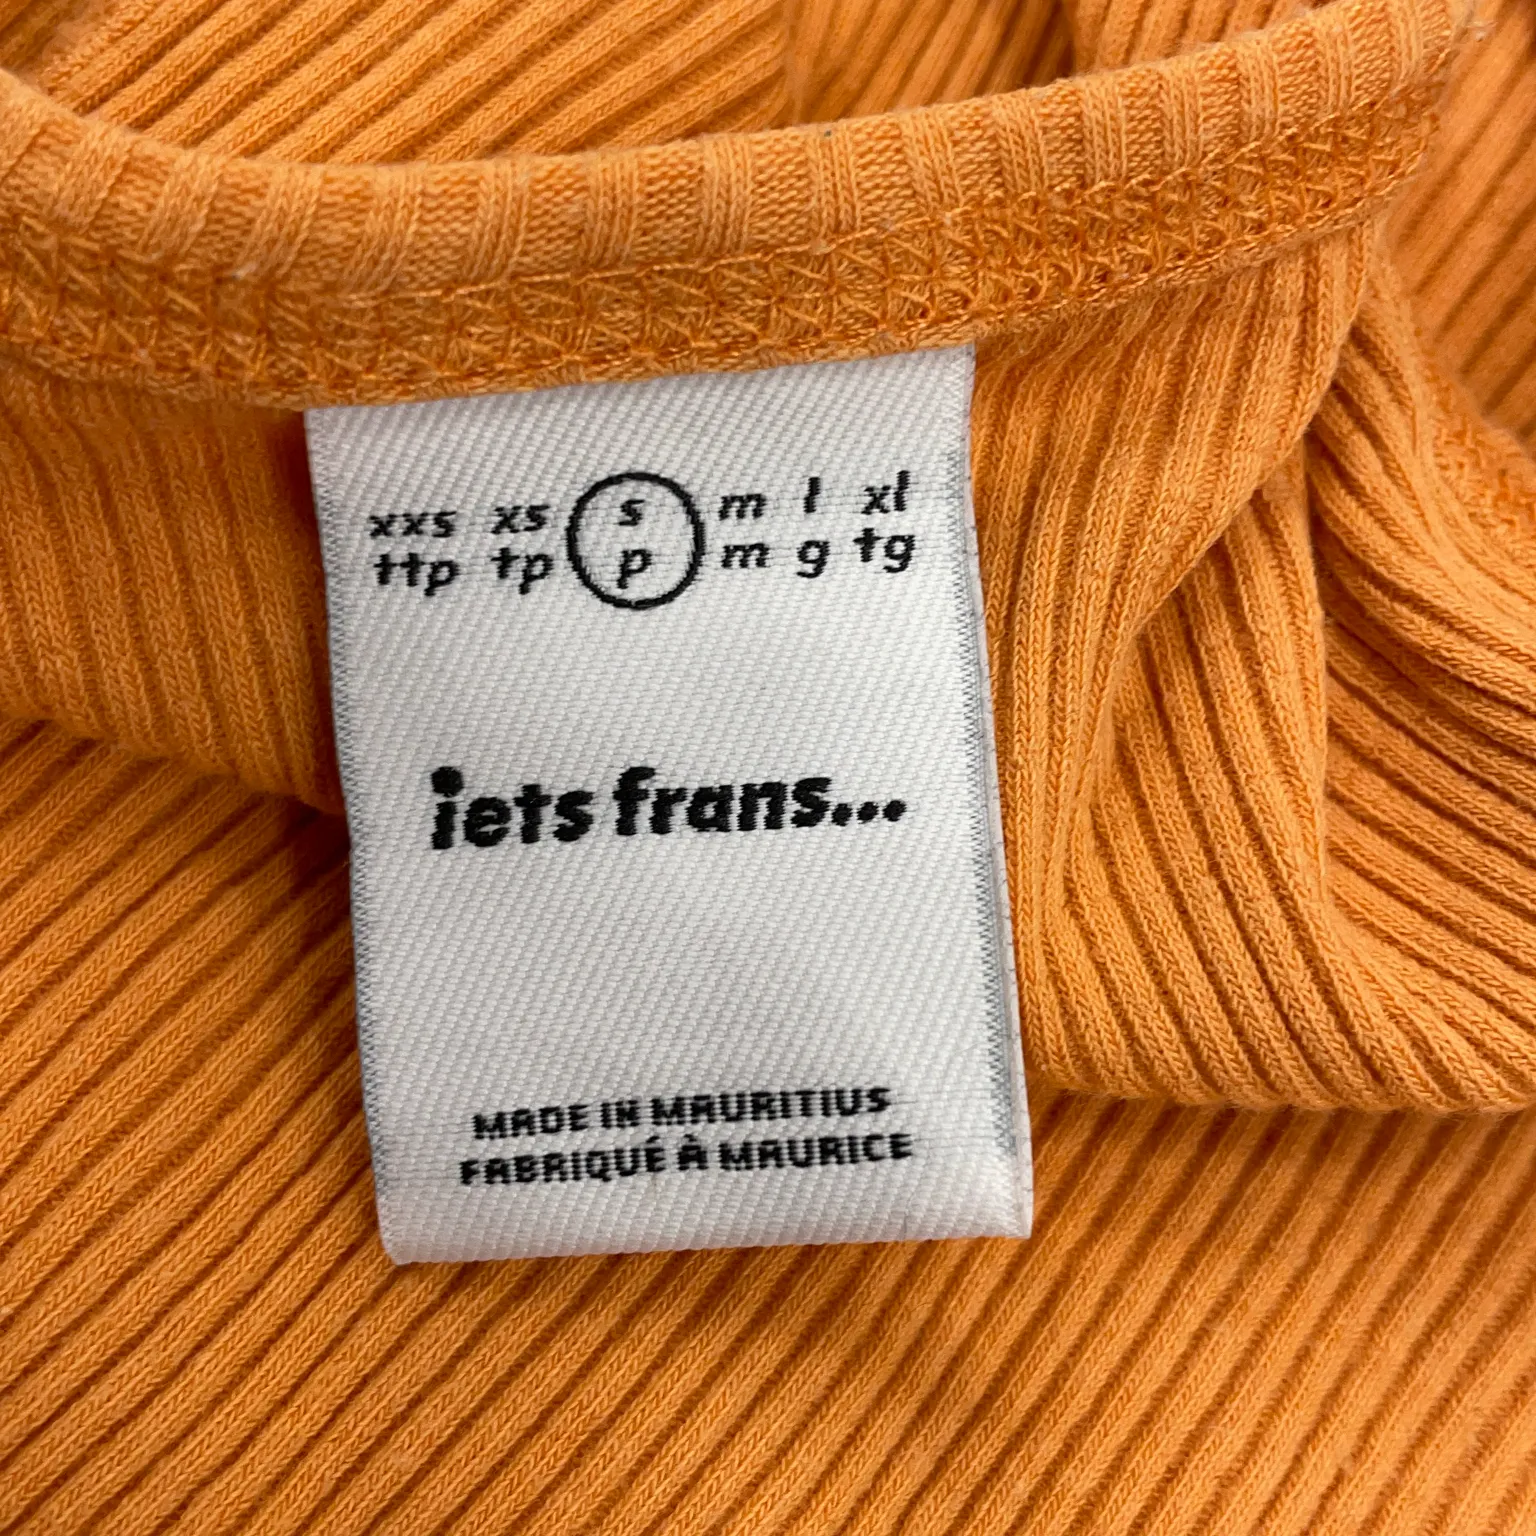 xxs xs s m l xl
ttp tp p m g tg
iets frans...
MADE IN MAURITIUS
FABRIQUÉ À MAURICE